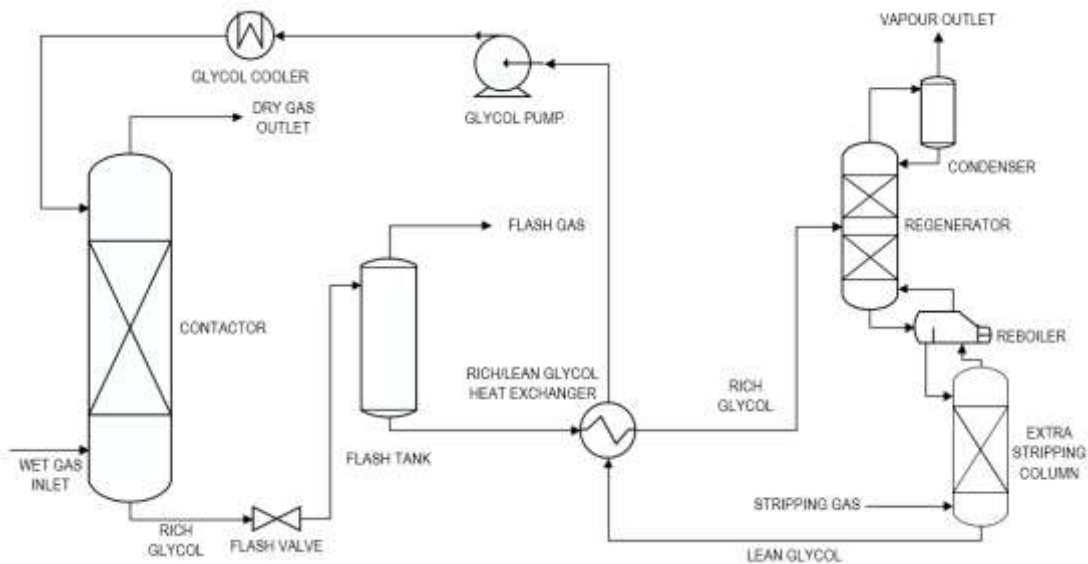 VAPOUR OUTLET
GLYCOL COOLER
DRY GAS
OUTLET
GLYCOL PUMP
CONDENSER
FLASH GAS
REGENERATOR
CONTACTOR
REBOILER
RICH/LEAN GLYCOL
HEAT EXCHANGER
RICH
GLYCOL
EXTRA
STRIPPING
COLUMN
FLASH TANK
WET GAS
INLET
STRIPPING GAS
RICH
GLYCOL
FLASH VALVE
LEAN GLYCOL